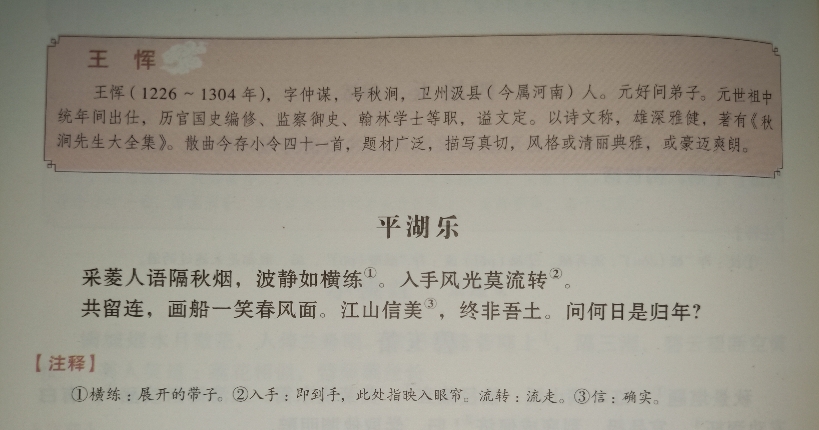 王 恽
王恽（1226 ~ 1304 年），字仲谋，号秋涧，卫州汲县（今属河南）人。元好问弟子。元世祖中
统年间出仕，历官国史编修、监察御史、翰林学士等职，谥文定。以诗文称，雄深雅健，著有《秋
涧先生大全集》。散曲今存小令四十一首，题材广泛，描写真切，风格或清丽典雅，或豪迈爽朗。
平湖乐
采菱人语隔秋烟，波静如横练①。入手风光莫流转②。
共留连，画船一笑春风面。江山信美③，终非吾土。问何日是归年？
【注释】
①横练：展开的带子。②入手：即到手，此处指映入眼帘。流转：流走。③信：确实。